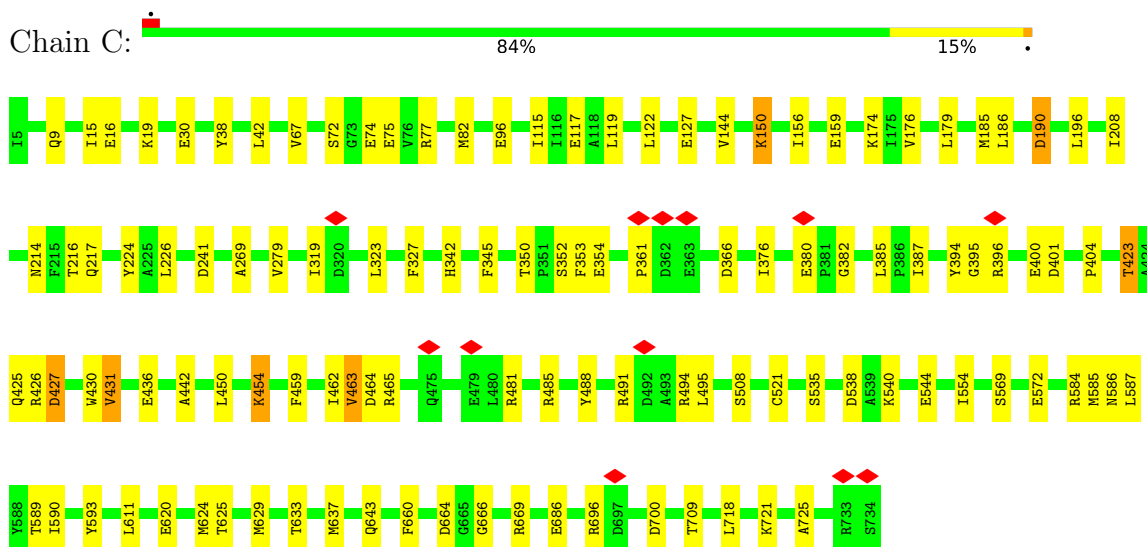 Chain C:
84% 15%
I5 Q9 I15 E16 K19 E30 Y38 L42 V67 S72 G73 E74 E75 V76 R77 M82 E96 I115 I116 E117 A118 L119 L122 E127 V144 K150 I156 E159 K174 I175 V176 L179 M185 L186 D190 L196 I208
N214 F215 T216 Q217 Y224 A225 L226 D241 A269 V279 I319 D320 L323 F327 H342 F345 T350 P351 S352 F353 E354 P361 D362 E363 D366 I376 E380 P381 G382 L385 P386 I387 Y394 G395 R396 E400 D401 P404 T423 A424
Q425 R426 D427 W430 V431 E436 A442 L450 K454 F459 I462 V463 D464 R465 Q475 E479 L480 R481 R485 Y488 R491 D492 A493 R494 L495 S508 C521 S535 D538 A539 K540 E544 I554 S569 E572 R584 M585 N586 L587
Y588 T589 I590 Y593 L611 E620 M624 T625 M629 T633 M637 Q643 F660 D664 G665 G666 R669 E686 R696 D697 D700 T709 L718 K721 A725 R733 S734